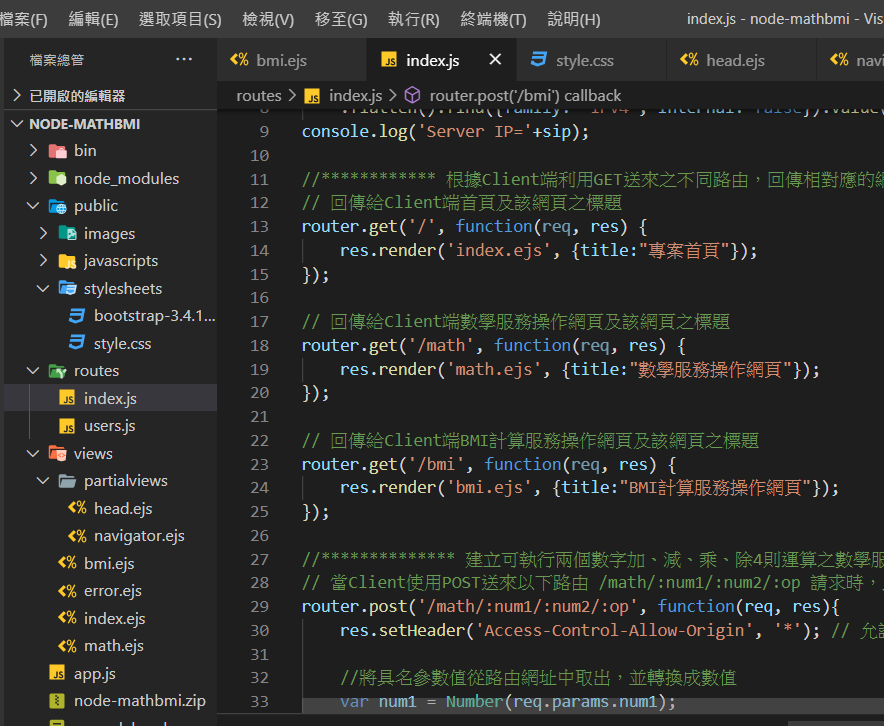 檔案(F) 編輯(E) 選取項目(S) 檢視(V) 移至(G) 執行(R) 終端機(T) 說明(H) index.js - node-mathbmi - Vis
檔案總管 ···
已開啟的編輯器
NODE-MATHBMI
bin
node_modules
public
images
javascripts
stylesheets
bootstrap-3.4.1...
style.css
routes
index.js
users.js
views
partialviews
head.ejs
navigator.ejs
bmi.ejs
error.ejs
index.ejs
math.ejs
app.js
node-mathbmi.zip
bmi.ejs index.js style.css head.ejs navi
routes > index.js > router.post('/bmi') callback
9 console.log('Server IP='+sip);
10
11 //************ 根據Client端利用GET送來之不同路由，回傳相對應的
12 // 回傳給Client端首頁及該網頁之標題
13 router.get('/', function(req, res) {
14 res.render('index.ejs', {title:"專案首頁"});
15 });
16
17 // 回傳給Client端數學服務操作網頁及該網頁之標題
18 router.get('/math', function(req, res) {
19 res.render('math.ejs', {title:"數學服務操作網頁"});
20 });
21
22 // 回傳給Client端BMI計算服務操作網頁及該網頁之標題
23 router.get('/bmi', function(req, res) {
24 res.render('bmi.ejs', {title:"BMI計算服務操作網頁"});
25 });
26
27 //************** 建立可執行兩個數字加、減、乘、除4則運算之數學服
28 // 當Client使用POST送來以下路由 /math/:num1/:num2/:op 請求時，
29 router.post('/math/:num1/:num2/:op', function(req, res){
30 res.setHeader('Access-Control-Allow-Origin', '*'); // 允
31
32 //將具名參數值從路由網址中取出，並轉換成數值
33 var num1 = Number(req.params.num1);